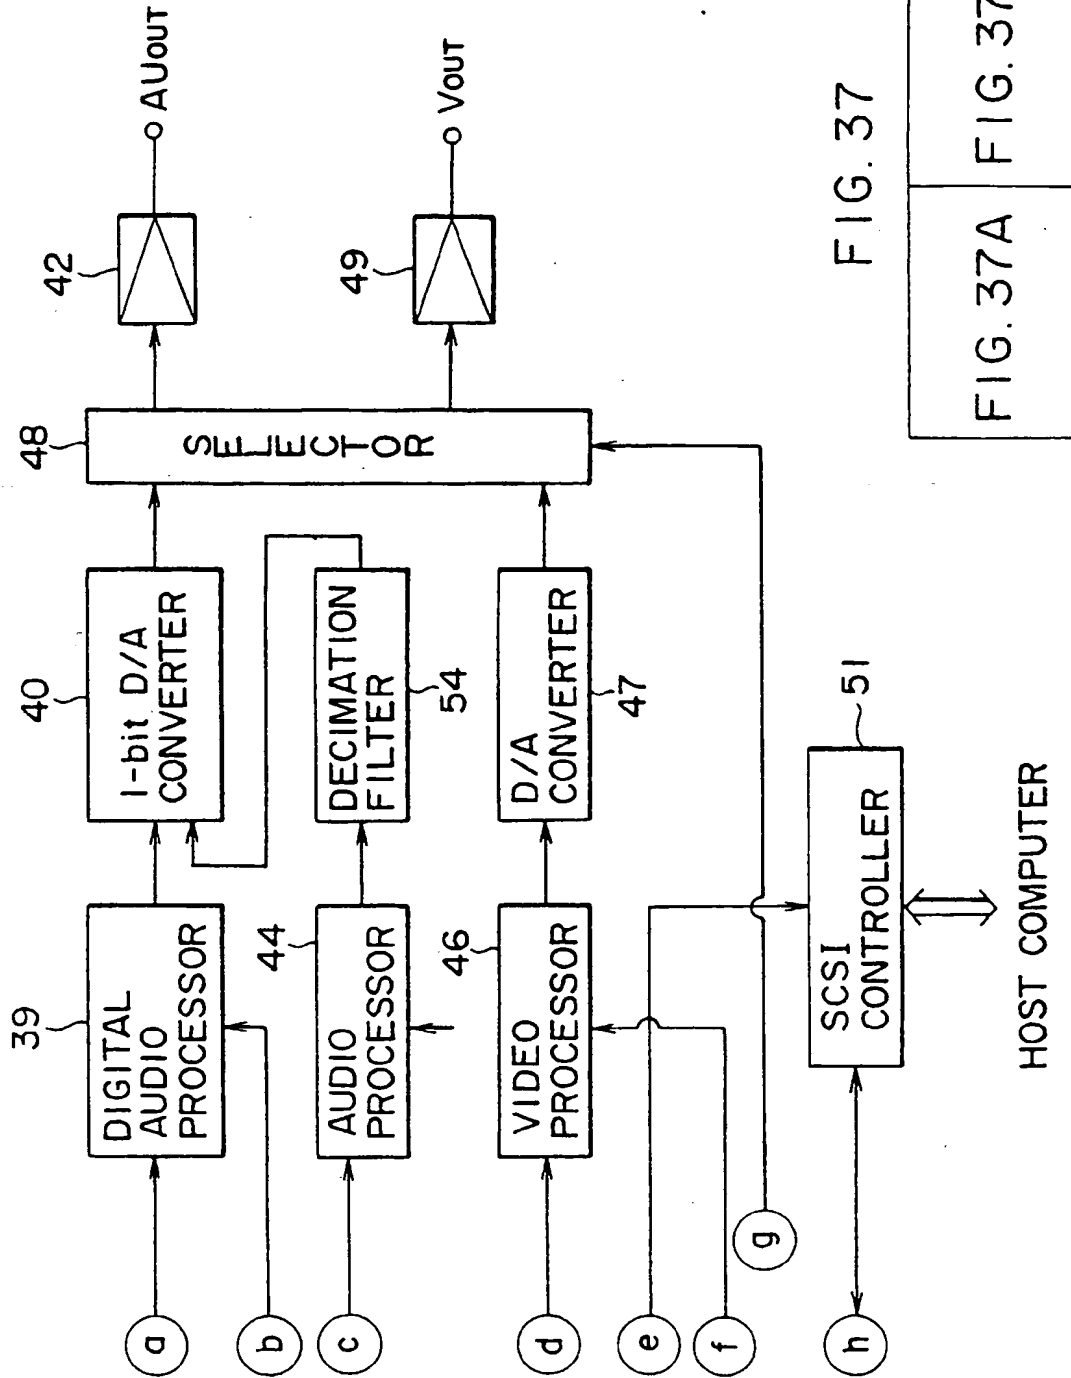 39
DIGITAL
AUDIO
PROCESSOR
40
1-bit D/A
CONVERTER
48
SELECTOR
42
AUOUT
44
AUDIO
PROCESSOR
DECIMATION
FILTER
54
49
VOUT
46
VIDEO
PROCESSOR
D/A
CONVERTER
47
SCSI
CONTROLLER
51
HOST COMPUTER
a
b
c
d
e
f
g
h
FIG. 37
FIG. 37A
FIG. 37